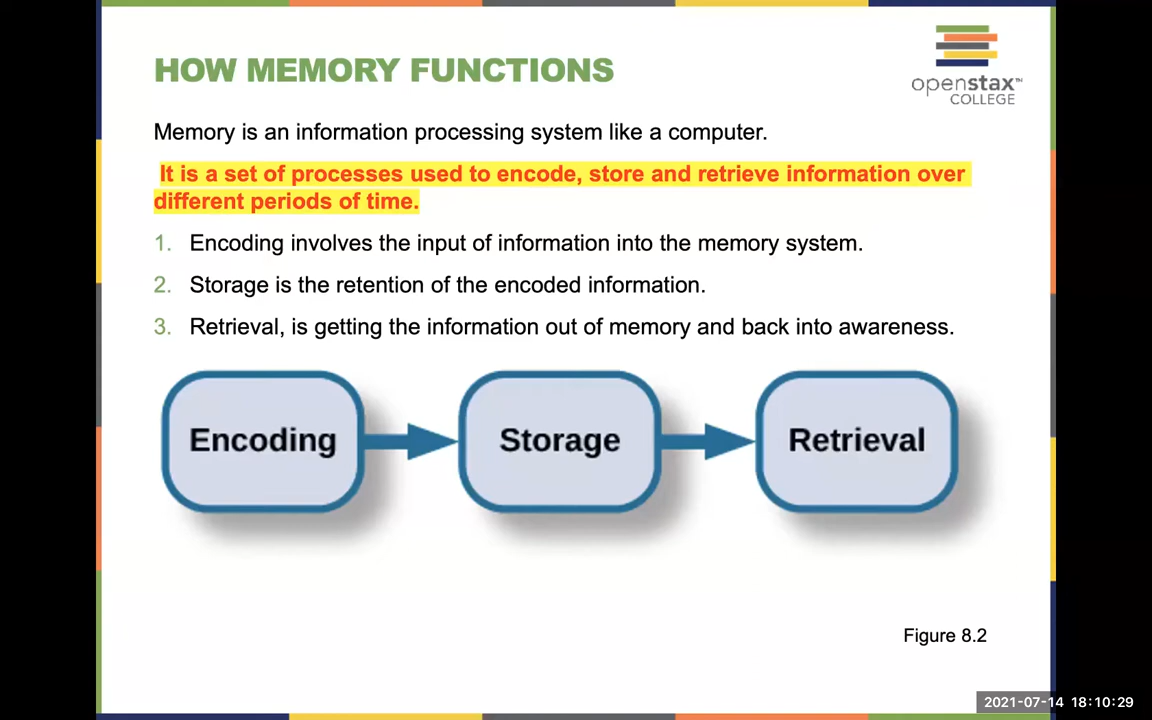 HOW MEMORY FUNCTIONS
openstax™
COLLEGE
Memory is an information processing system like a computer.
It is a set of processes used to encode, store and retrieve information over
different periods of time.
1. Encoding involves the input of information into the memory system.
2. Storage is the retention of the encoded information.
3. Retrieval, is getting the information out of memory and back into awareness.
Encoding
Storage
Retrieval
Figure 8.2
2021-07-14 18:10:29